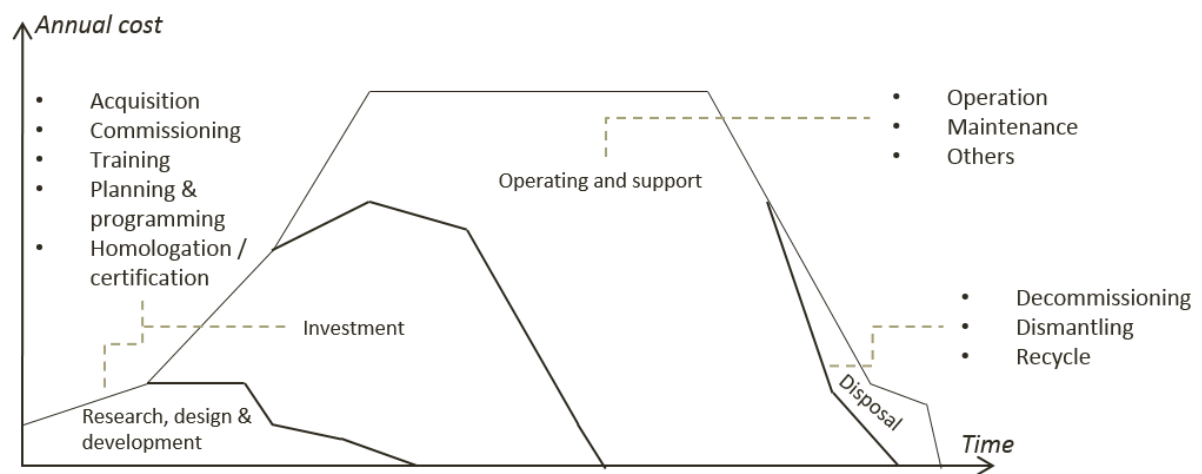 Annual cost
• Acquisition
• Commissioning
• Training
• Planning &
programming
• Homologation /
certification
• Operation
• Maintenance
• Others
Operating and support
Investment
• Decommissioning
• Dismantling
• Recycle
Research, design &
development
Disposal
Time